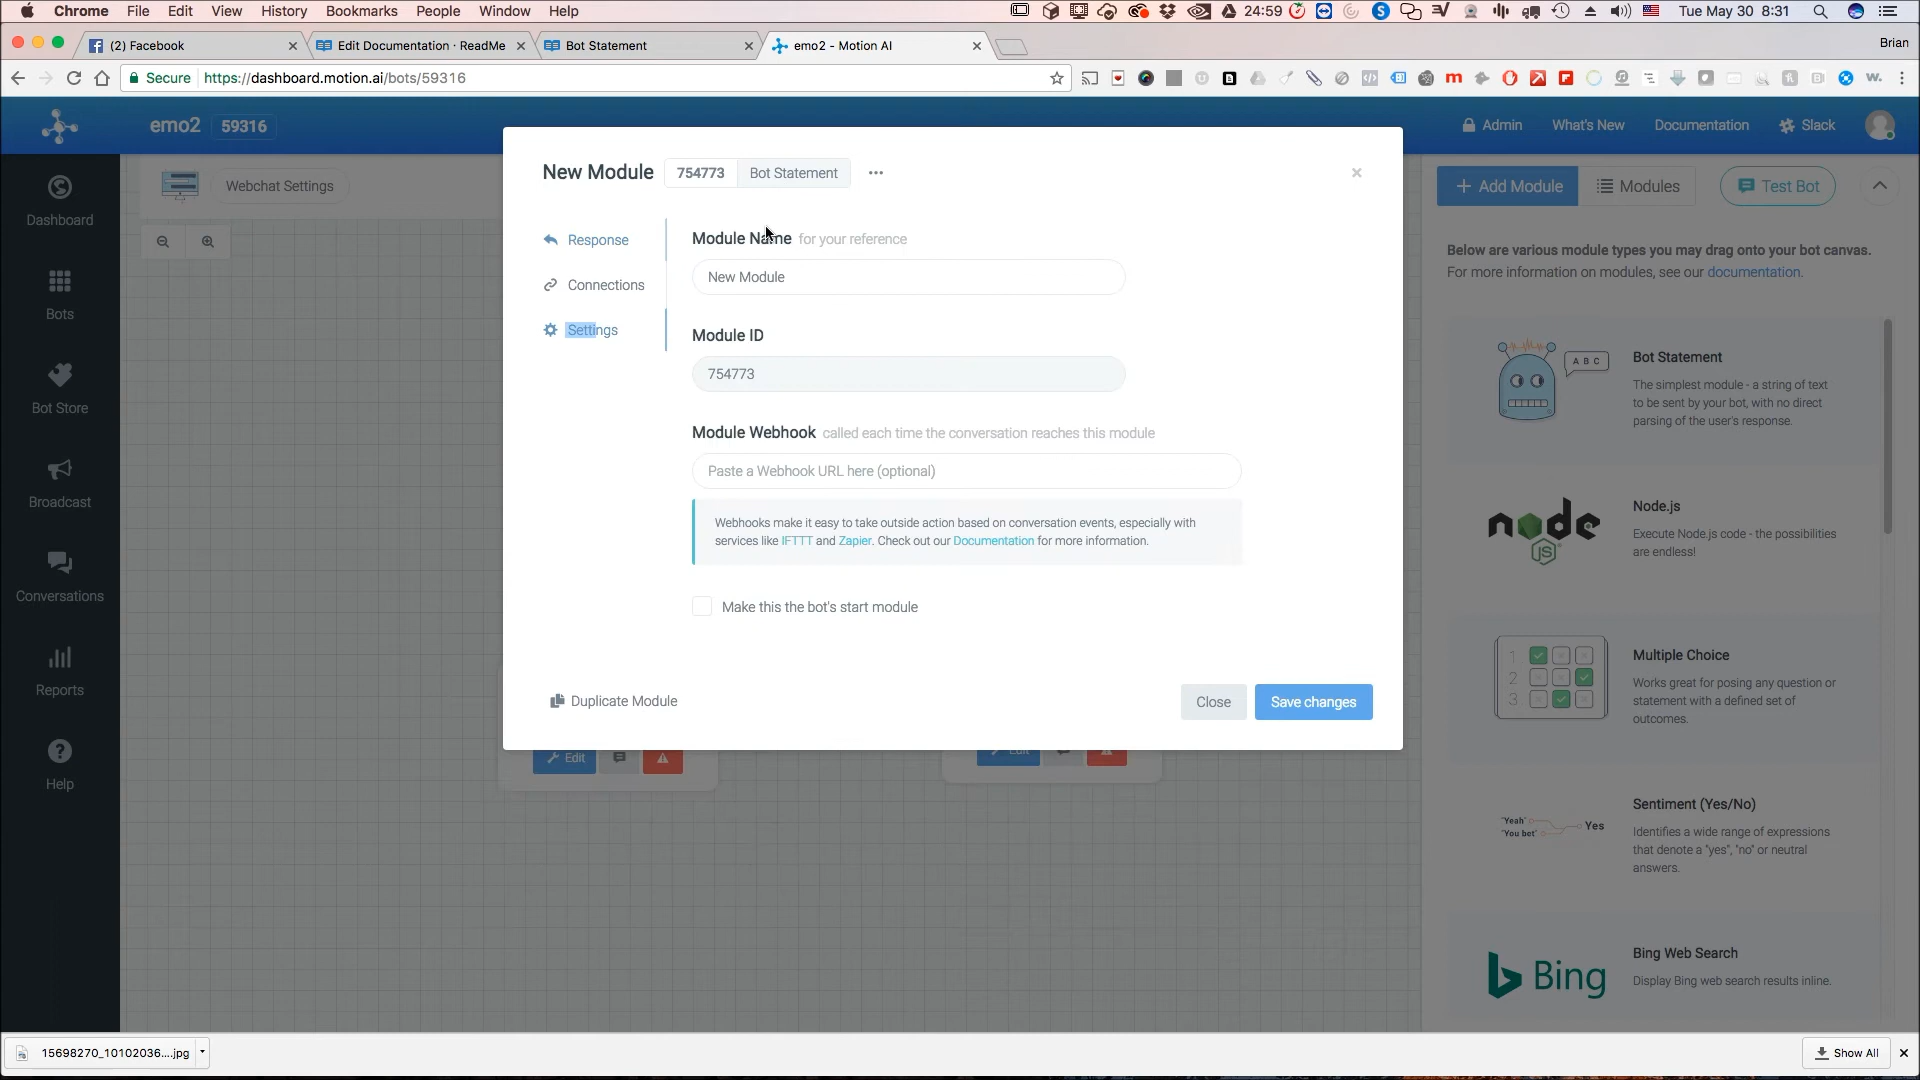 Chrome File Edit View History Bookmarks People Window Help 24:59 Tue May 30 8:31
(2) Facebook
Edit Documentation · ReadMe
Bot Statement
emo2 - Motion AI
Brian
Secure https://dashboard.motion.ai/bots/59316
emo2 59316
Admin
What's New
Documentation
Slack
Dashboard
Bots
Bot Store
Broadcast
Conversations
Reports
Help
Webchat Settings
New Module 754773 Bot Statement
Response
Connections
Settings
Module Name for your reference
New Module
Module ID
754773
Module Webhook called each time the conversation reaches this module
Paste a Webhook URL here (optional)
Webhooks make it easy to take outside action based on conversation events, especially with
services like IFTTT and Zapier. Check out our Documentation for more information.
Make this the bot's start module
Duplicate Module
Close
Save changes
Edit
Edit
Add Module
Modules
Test Bot
Below are various module types you may drag onto your bot canvas.
For more information on modules, see our documentation.
A B C
Bot Statement
The simplest module - a string of text
to be sent by your bot, with no direct
parsing of the user's response.
node
JS
Node.js
Execute Node.js code - the possibilities
are endless!
1
2
3
Multiple Choice
Works great for posing any question or
statement with a defined set of
outcomes.
"Yeah"
"You bet"
Yes
Sentiment (Yes/No)
Identifies a wide range of expressions
that denote a "yes", "no" or neutral
answers.
Bing
Bing Web Search
Display Bing web search results inline.
15698270_10102036....jpg
Show All